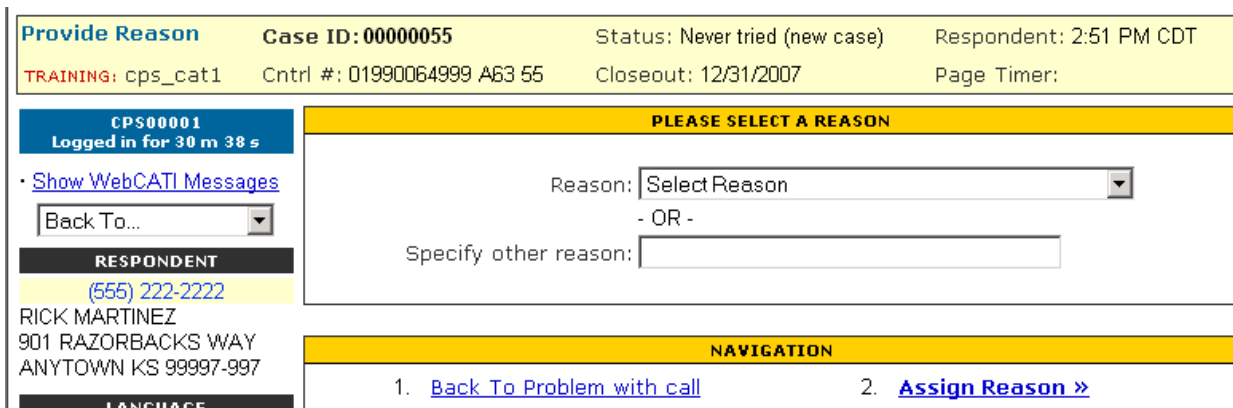 Provide Reason Case ID: 00000055 Status: Never tried (new case) Respondent: 2:51 PM CDT
TRAINING: cps_cat1 Cntrl #: 01990064999 A63 55 Closeout: 12/31/2007 Page Timer:
CPS00001
Logged in for 30 m 38 s
· Show WebCATI Messages
Back To...
RESPONDENT
(555) 222-2222
RICK MARTINEZ
901 RAZORBACKS WAY
ANYTOWN KS 99997-997
LANGUAGE
PLEASE SELECT A REASON
Reason: Select Reason
- OR -
Specify other reason:
NAVIGATION
1. Back To Problem with call 2. Assign Reason »